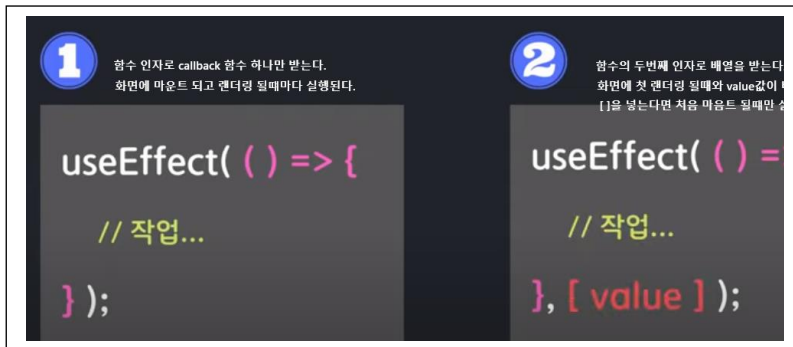 1
함수 인자로 callback 함수 하나만 받는다.
화면에 마운트 되고 랜더링 될때마다 실행된다.
useEffect( ( ) => {
// 작업...
} );
2
함수의 두번째 인자로 배열을 받는다
화면에 첫 랜더링 될때와 value값이
[ ]을 넣는다면 처음 마음트 될때만
useEffect( ( ) =
// 작업...
}, [ value ] );